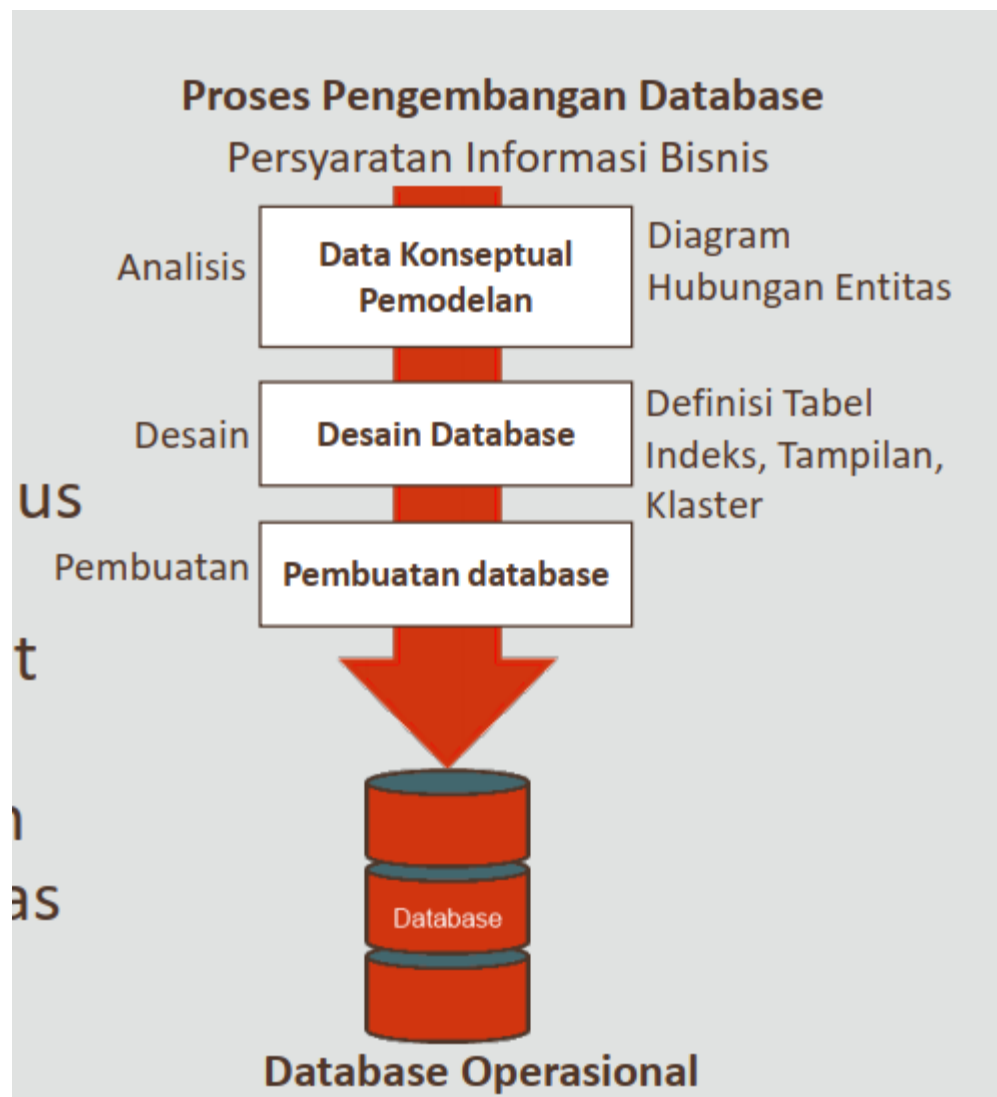 Proses Pengembangan Database
Persyaratan Informasi Bisnis
Analisis
Data Konseptual
Pemodelan
Diagram
Hubungan Entitas
Desain
Desain Database
Definisi Tabel
Indeks, Tampilan,
Klaster
us
Pembuatan
Pembuatan database
t
as
Database
Database Operasional